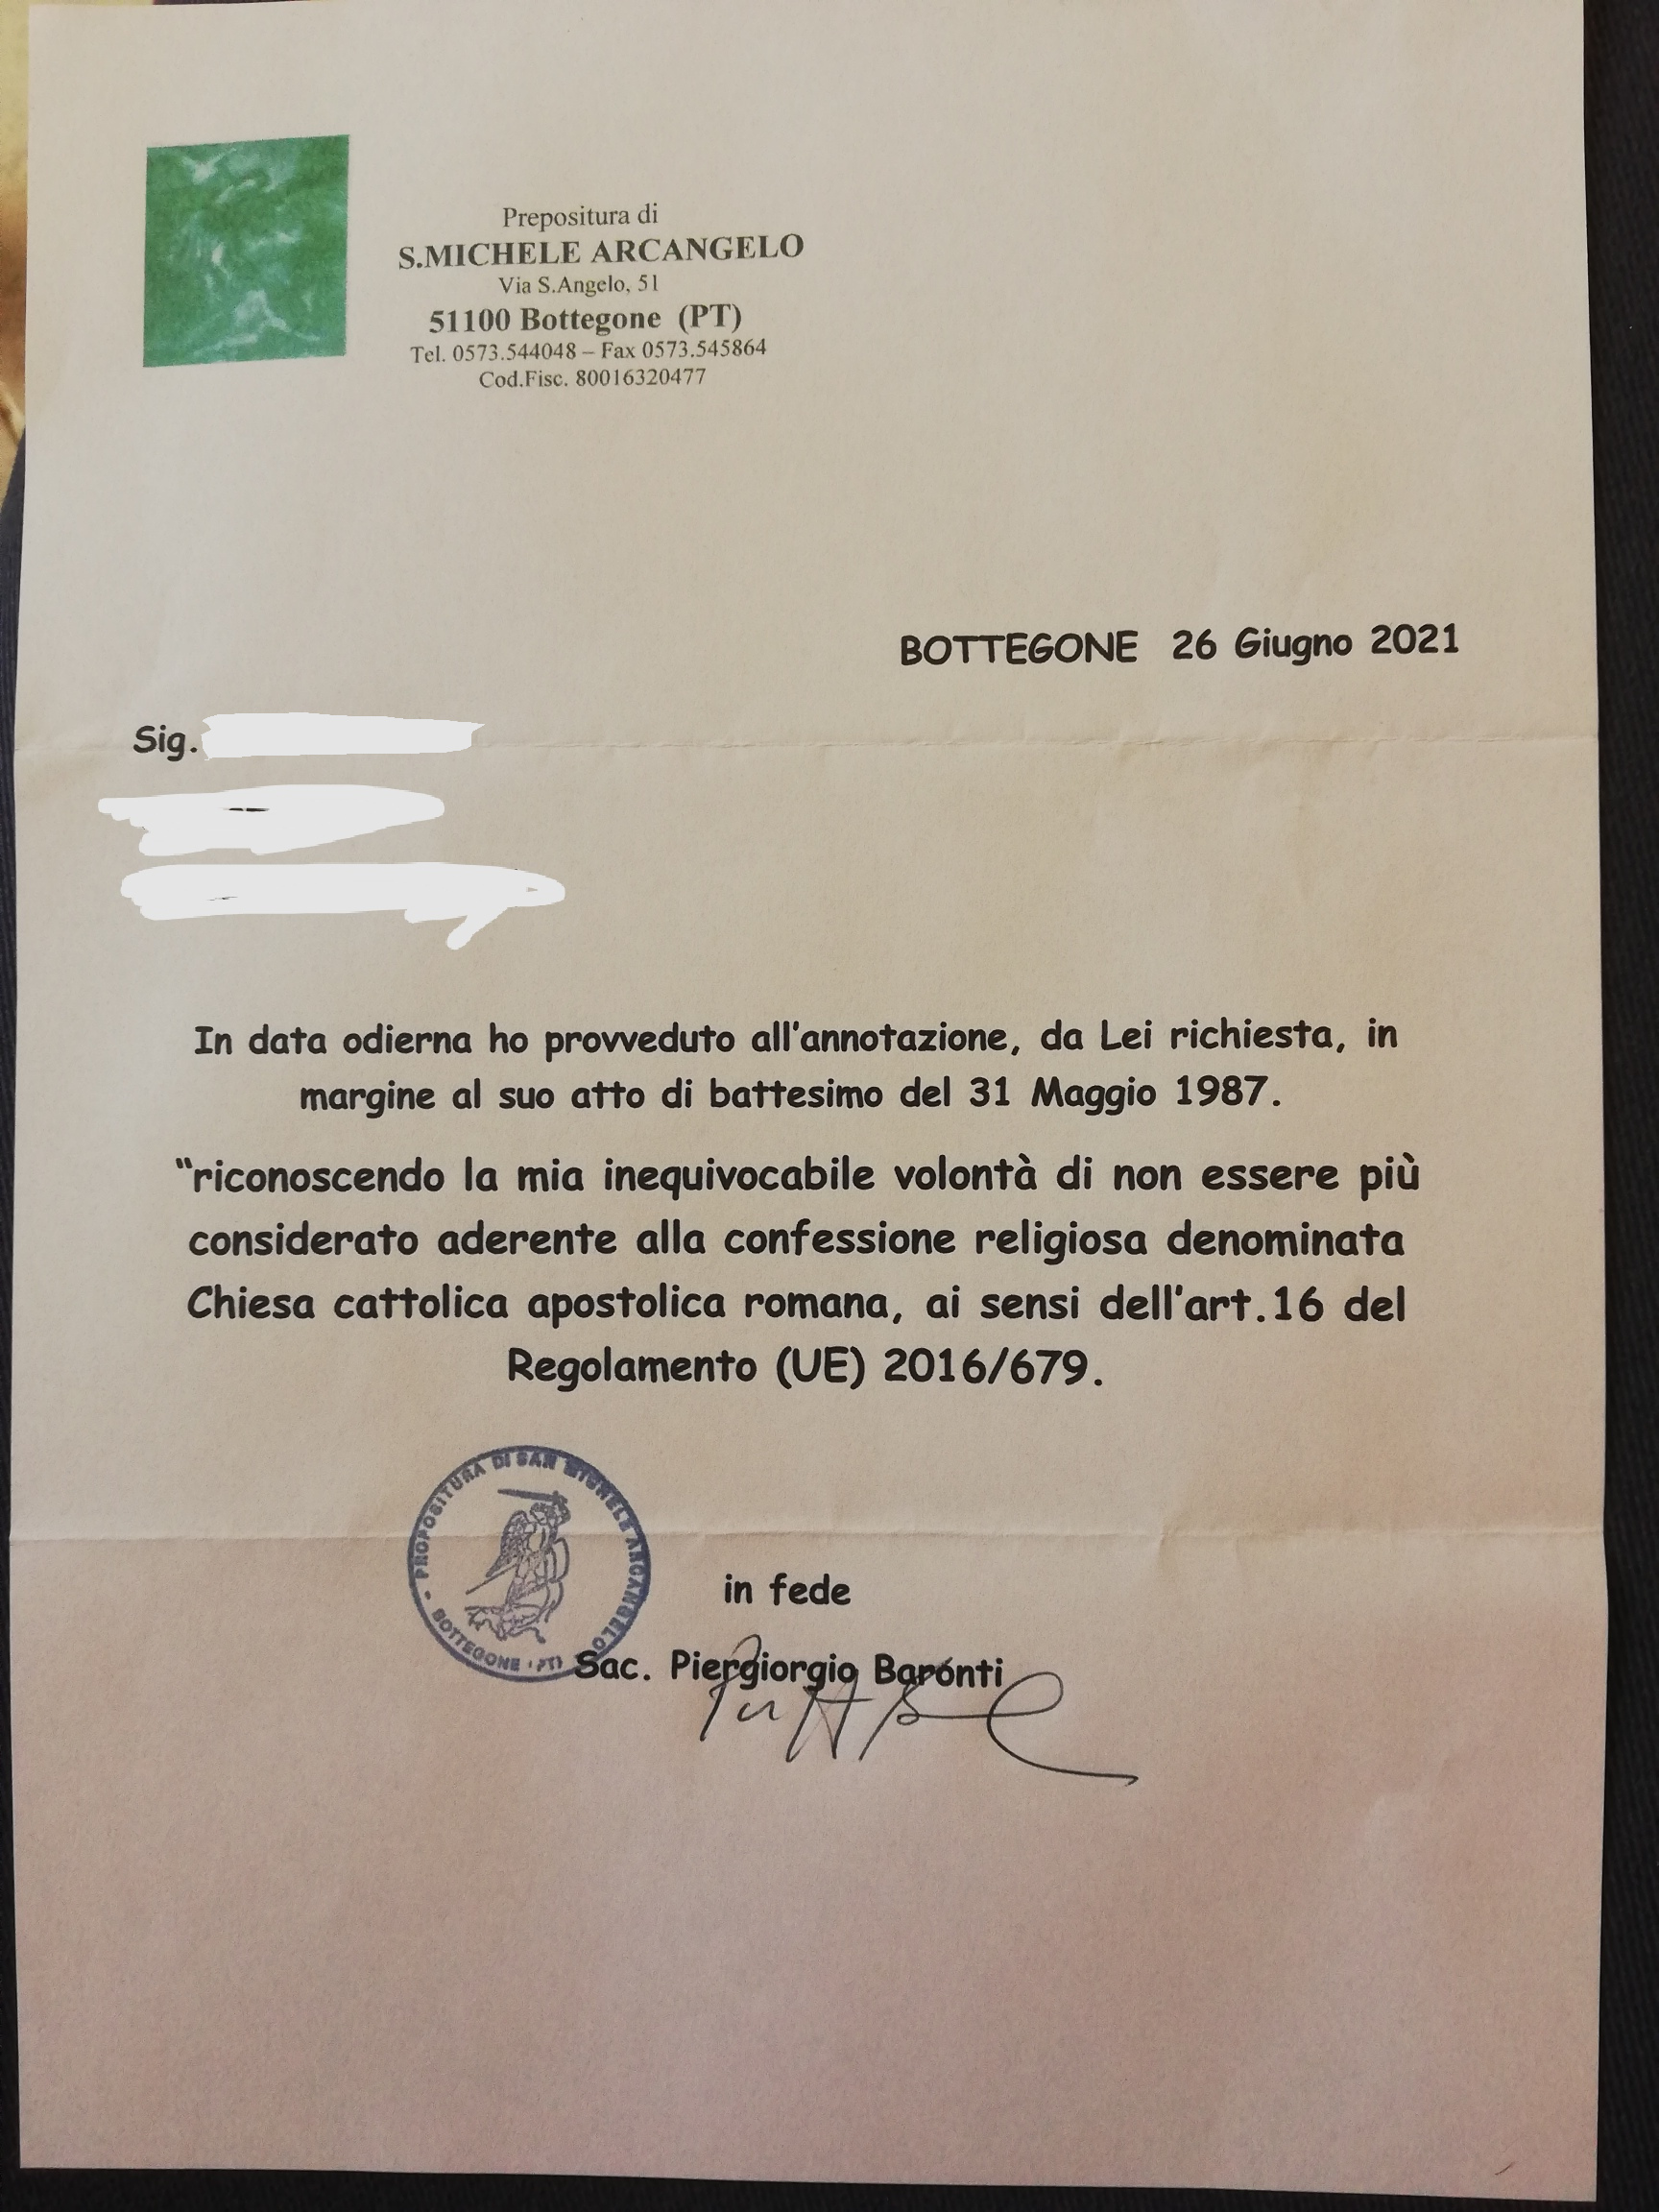 Prepositura di
S.MICHELE ARCANGELO
Via S.Angelo, 51
51100 Bottegone (PT)
Tel. 0573.544048 – Fax 0573.545864
Cod.Fisc. 80016320477
BOTTEGONE 26 Giugno 2021
Sig.
In data odierna ho provveduto all'annotazione, da Lei richiesta, in
margine al suo atto di battesimo del 31 Maggio 1987.
“riconoscendo la mia inequivocabile volontà di non essere più
considerato aderente alla confessione religiosa denominata
Chiesa cattolica apostolica romana, ai sensi dell'art.16 del
Regolamento (UE) 2016/679.
PROPOSITURA DI SAN MICHELE ARCANGELO
- BOTTEGONE (PT)
in fede
Sac. Piergiorgio Baronti